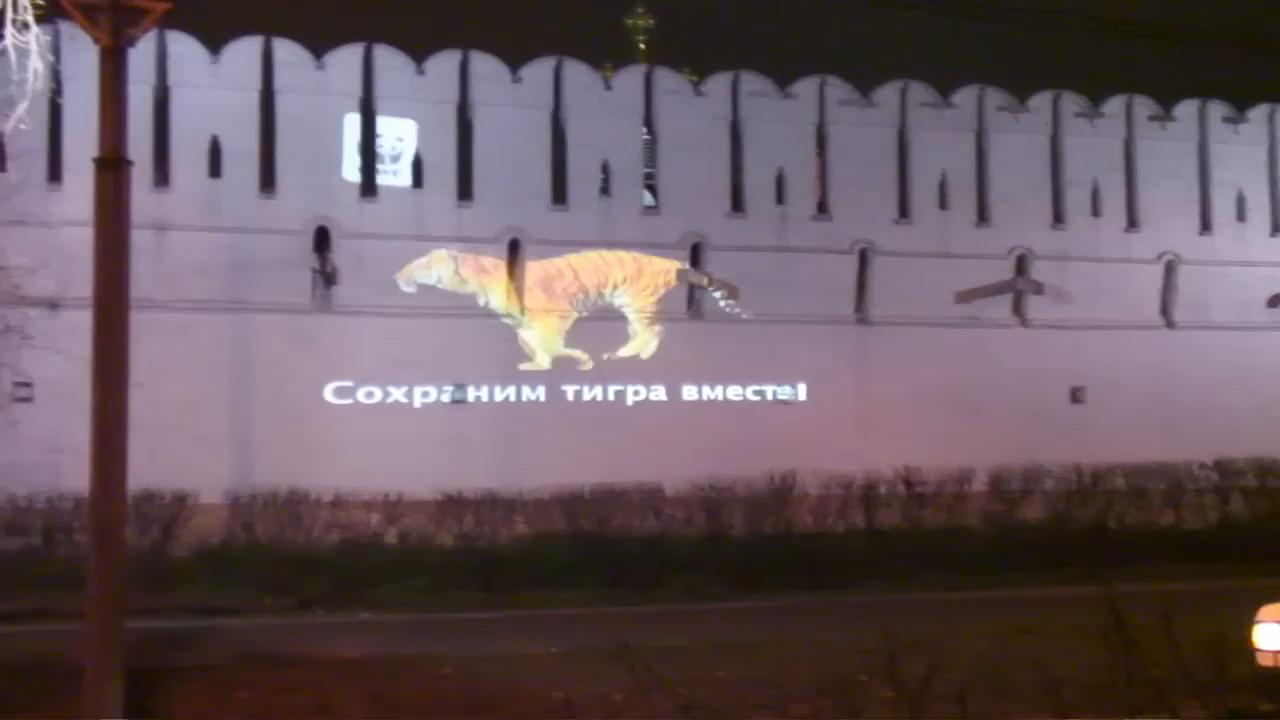 Сохраним тигра вместе!